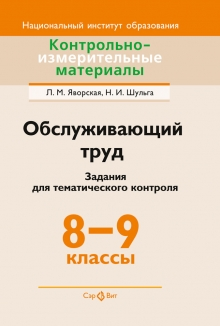 Национальный институт образования
Контрольно-
измерительные
материалы
Л. М. Яворская, Н. И. Шульга
Обслуживающий
труд
Задания
для тематического контроля
8—9
классы
Сэр Вит